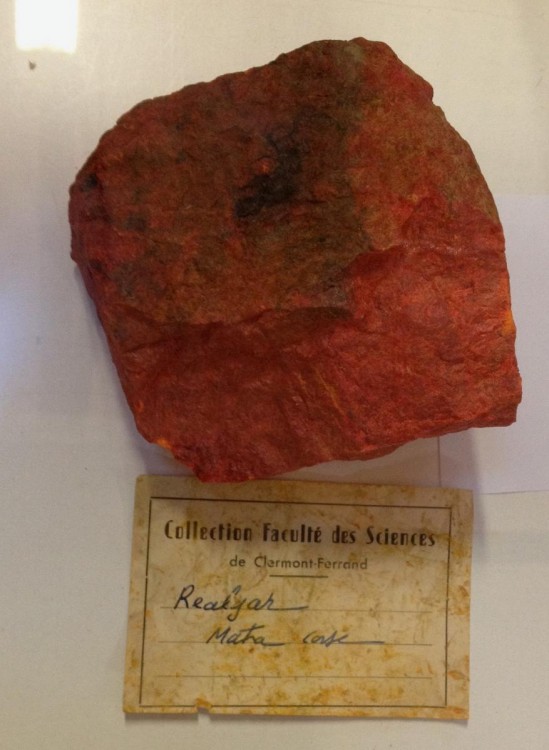 Collection Faculté des Sciences
de Clermont-Ferrand
Realgar
Matra Corse